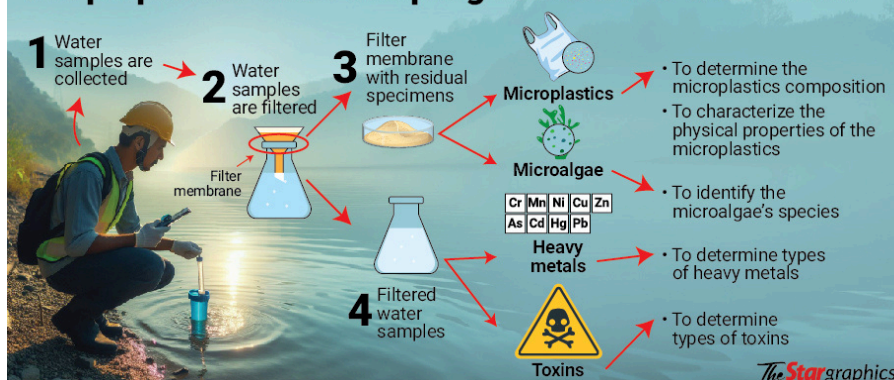 1 Water
samples are
collected
2 Water
samples
are filtered
Filter
membrane
3 Filter
membrane
with residual
specimens
4 Filtered
water
samples
Microplastics
Microalgae
Cr Mn Ni Cu Zn
As Cd Hg Pb
Heavy
metals
Toxins
• To determine the
microplastics composition
• To characterize the
physical properties of the
microplastics
• To identify the
microalgae's species
• To determine types
of heavy metals
• To determine
types of toxins
TheStargraphics